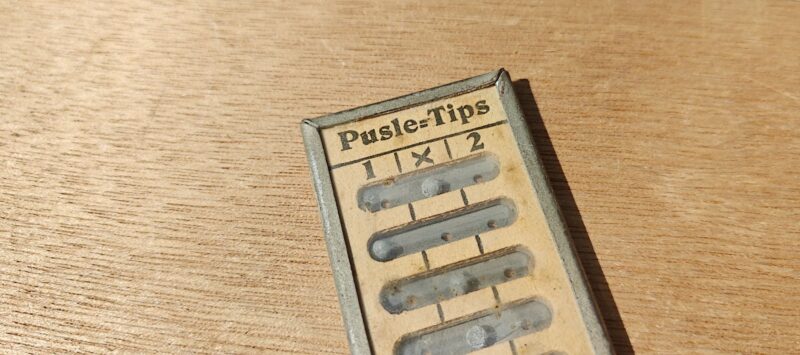 Pusle=Tips
1 | X | 2